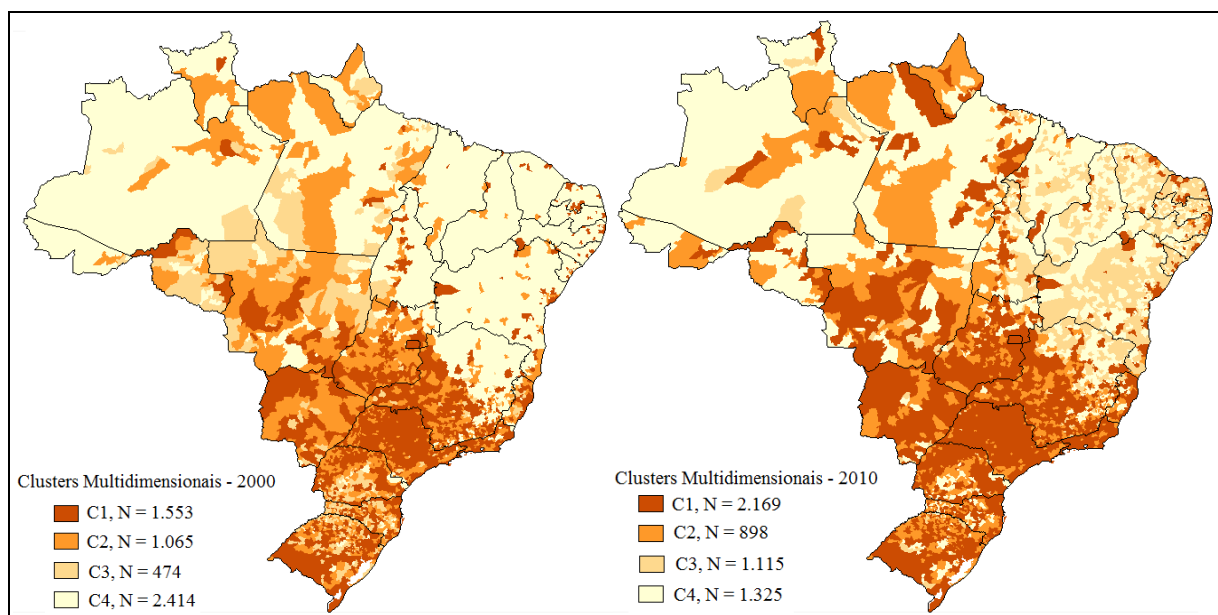 Clusters Multidimensionais - 2000
C1, N = 1.553
C2, N = 1.065
C3, N = 474
C4, N = 2.414
Clusters Multidimensionais - 2010
C1, N = 2.169
C2, N = 898
C3, N = 1.115
C4, N = 1.325